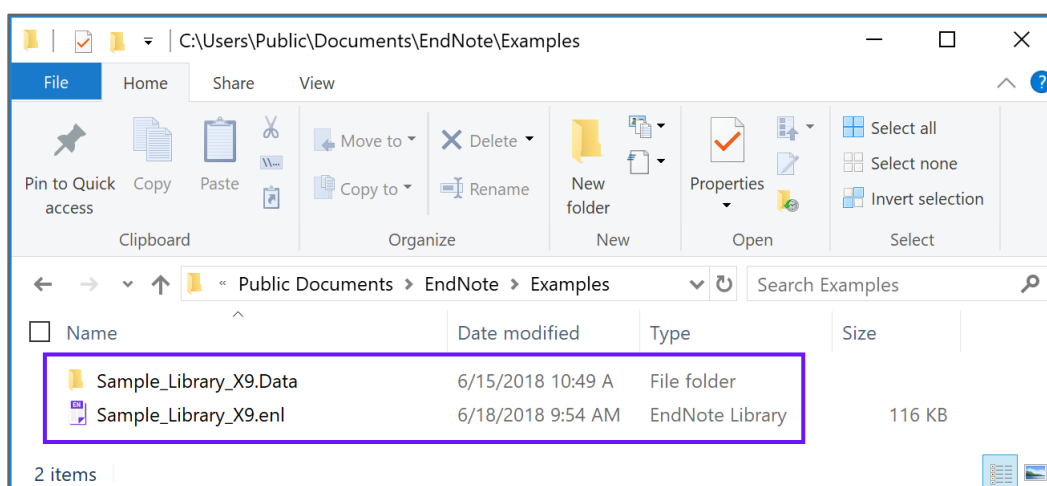 C:\Users\Public\Documents\EndNote\Examples
File Home Share View ?
Pin to Quick access
Copy
Paste
Clipboard
Move to
Copy to
Delete
Rename
Organize
New folder
New
Properties
Open
Select all
Select none
Invert selection
Select
« Public Documents > EndNote > Examples Search Examples
Name Date modified Type Size
Sample_Library_X9.Data 6/15/2018 10:49 A File folder
EN Sample_Library_X9.enl 6/18/2018 9:54 AM EndNote Library 116 KB
2 items